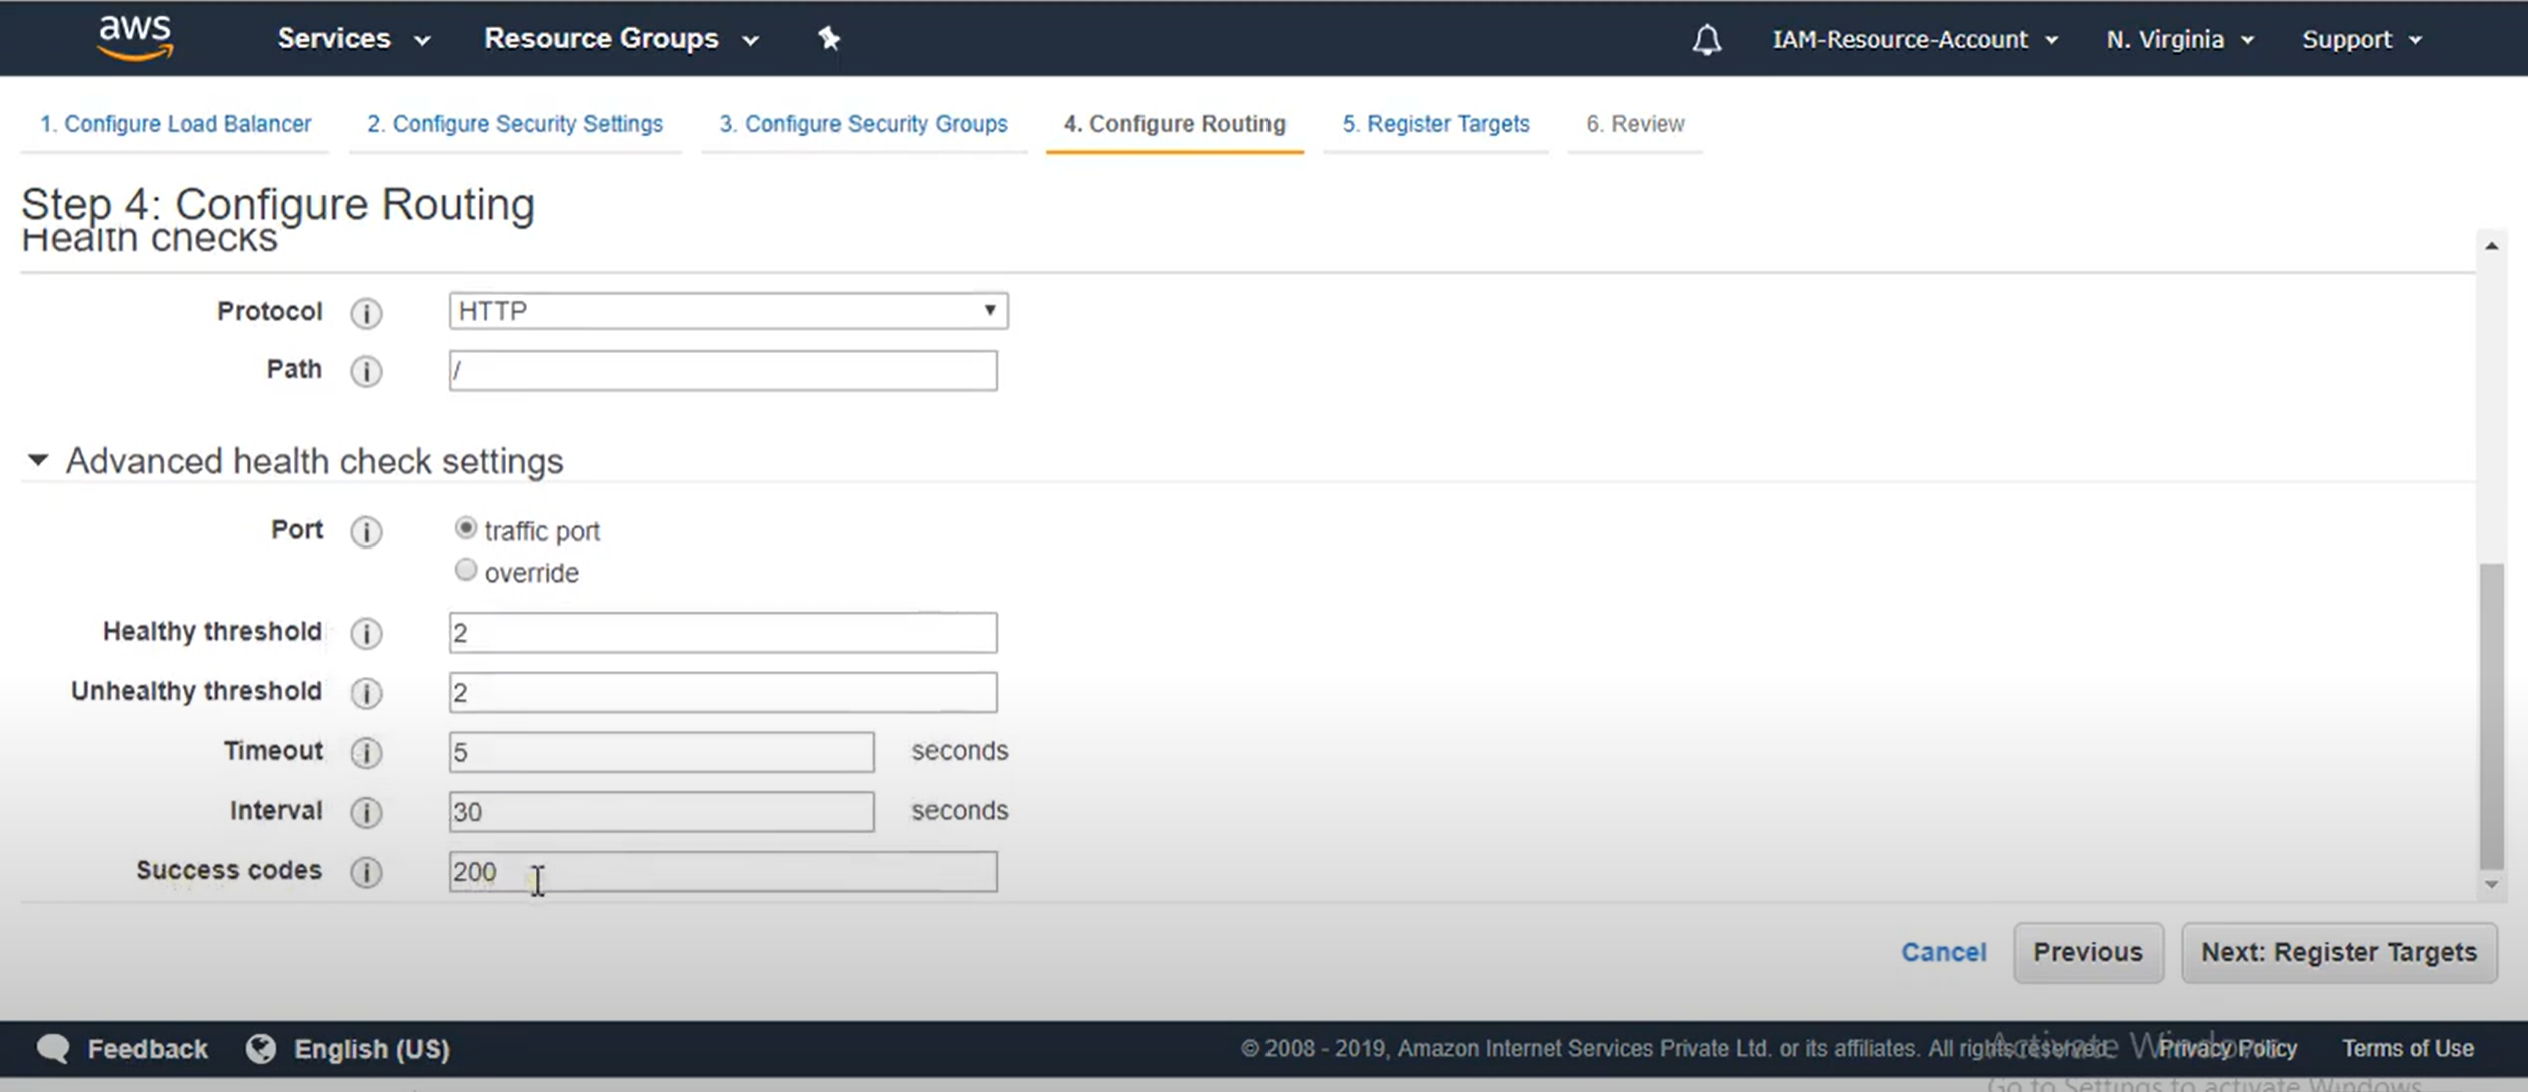 aws Services Resource Groups IAM-Resource-Account N. Virginia Support
1. Configure Load Balancer 2. Configure Security Settings 3. Configure Security Groups 4. Configure Routing 5. Register Targets 6. Review
Step 4: Configure Routing
Health checks
Protocol i HTTP
Path i /
Advanced health check settings
Port i traffic port
override
Healthy threshold i 2
Unhealthy threshold i 2
Timeout i 5 seconds
Interval i 30 seconds
Success codes i 200
Cancel Previous Next: Register Targets
Feedback English (US) © 2008 - 2019, Amazon Internet Services Private Ltd. or its affiliates. All rights reserved. Privacy Policy Terms of Use
Activate Windows
Go to Settings to activate Windows.